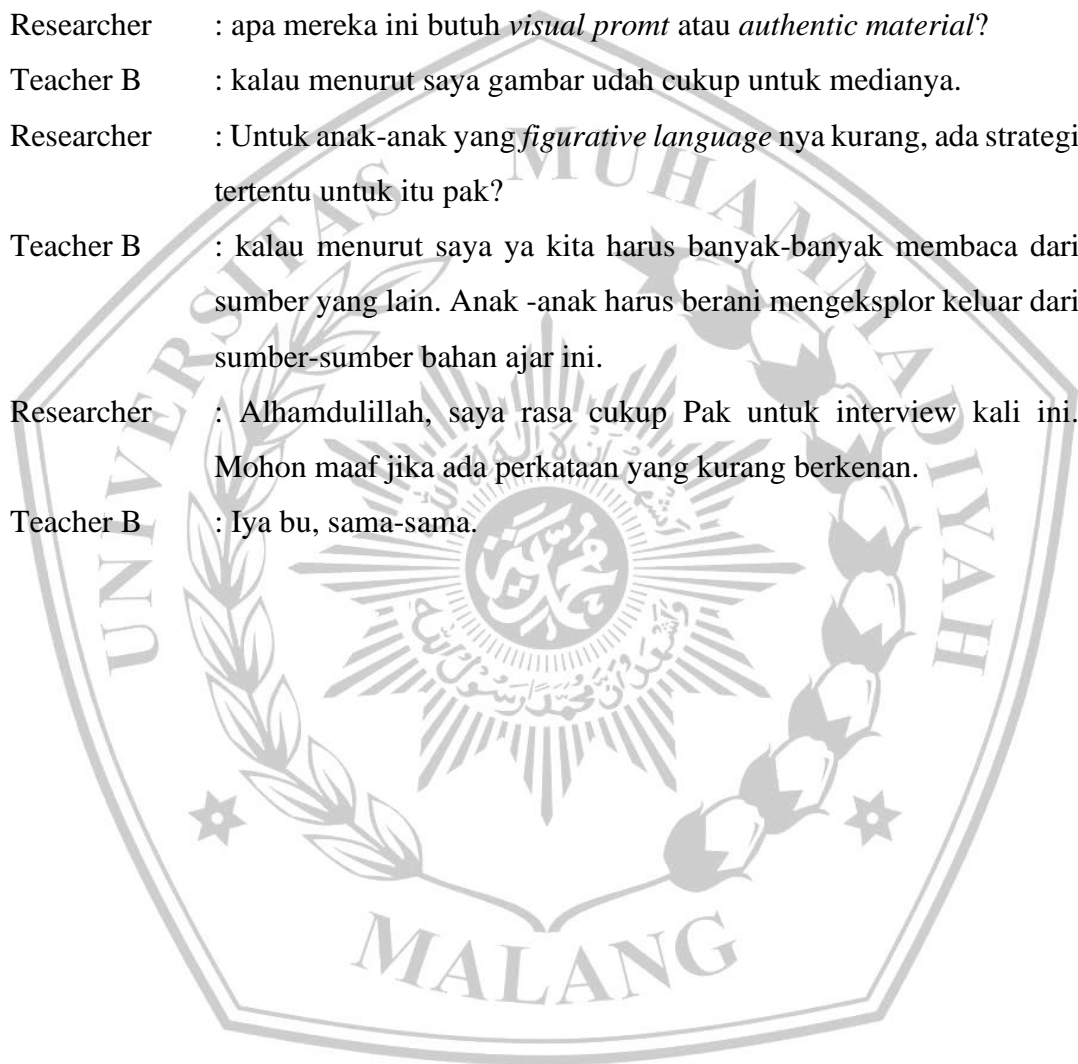 Researcher : apa mereka ini butuh visual promt atau authentic material?
Teacher B : kalau menurut saya gambar udah cukup untuk medianya.
Researcher : Untuk anak-anak yang figurative language nya kurang, ada strategi
tertentu untuk itu pak?
Teacher B : kalau menurut saya ya kita harus banyak-banyak membaca dari
sumber yang lain. Anak -anak harus berani mengeksplor keluar dari
sumber-sumber bahan ajar ini.
Researcher : Alhamdulillah, saya rasa cukup Pak untuk interview kali ini.
Mohon maaf jika ada perkataan yang kurang berkenan.
Teacher B : Iya bu, sama-sama.
UNIVERSITAS MUHAMMADIYAH
MALANG